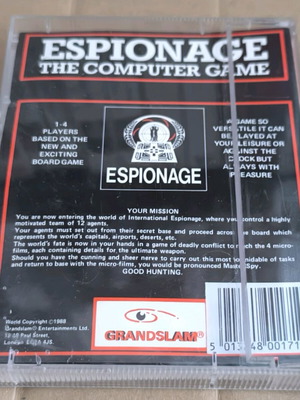 ESPIONAGE
THE COMPUTER GAME
1-4
PLAYERS
BASED ON THE
NEW AND
EXCITING
BOARD GAME
ESPIONAGE
A GAME SO
VERSATILE IT CAN
BE PLAYED AT
YOUR LEISURE OR
AGAINST THE
CLOCK BUT
ALWAYS WITH
PLEASURE
YOUR MISSION
You are now entering the world of International Espionage, where you control a highly
motivated team of 12 agents.
Your agents must set out from their secret base and proceed across the board which
represents the world's capitals, airports, deserts, etc.
The world's fate is now in your hands in a game of deadly conflict to reach the 4 micro-
films, each containing details for the ultimate weapon.
Should you have the cunning and sheer nerve to carry out this most formidable of tasks
and return to base with the micro-films, you would be pronounced MasterSpy.
GOOD HUNTING.
World Copyright ©1988
Grandslam Entertainments Ltd.
12-18 Paul Street,
London EC2A 4JS.
GRANDSLAM®